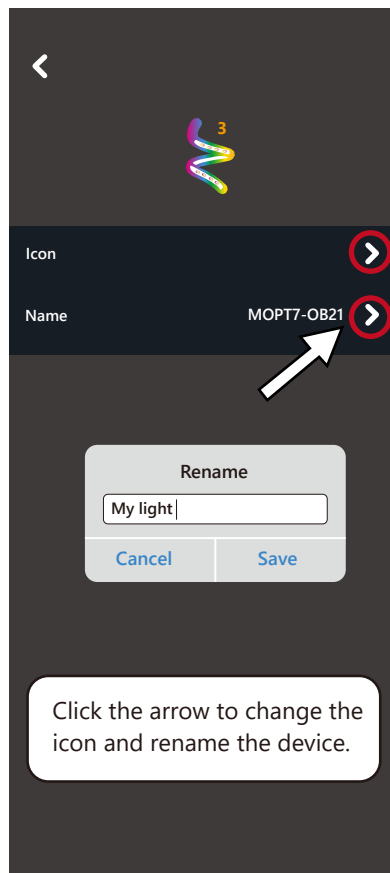 3
Icon
Name MOPT7-OB21
Rename
My light
Cancel Save
Click the arrow to change the
icon and rename the device.